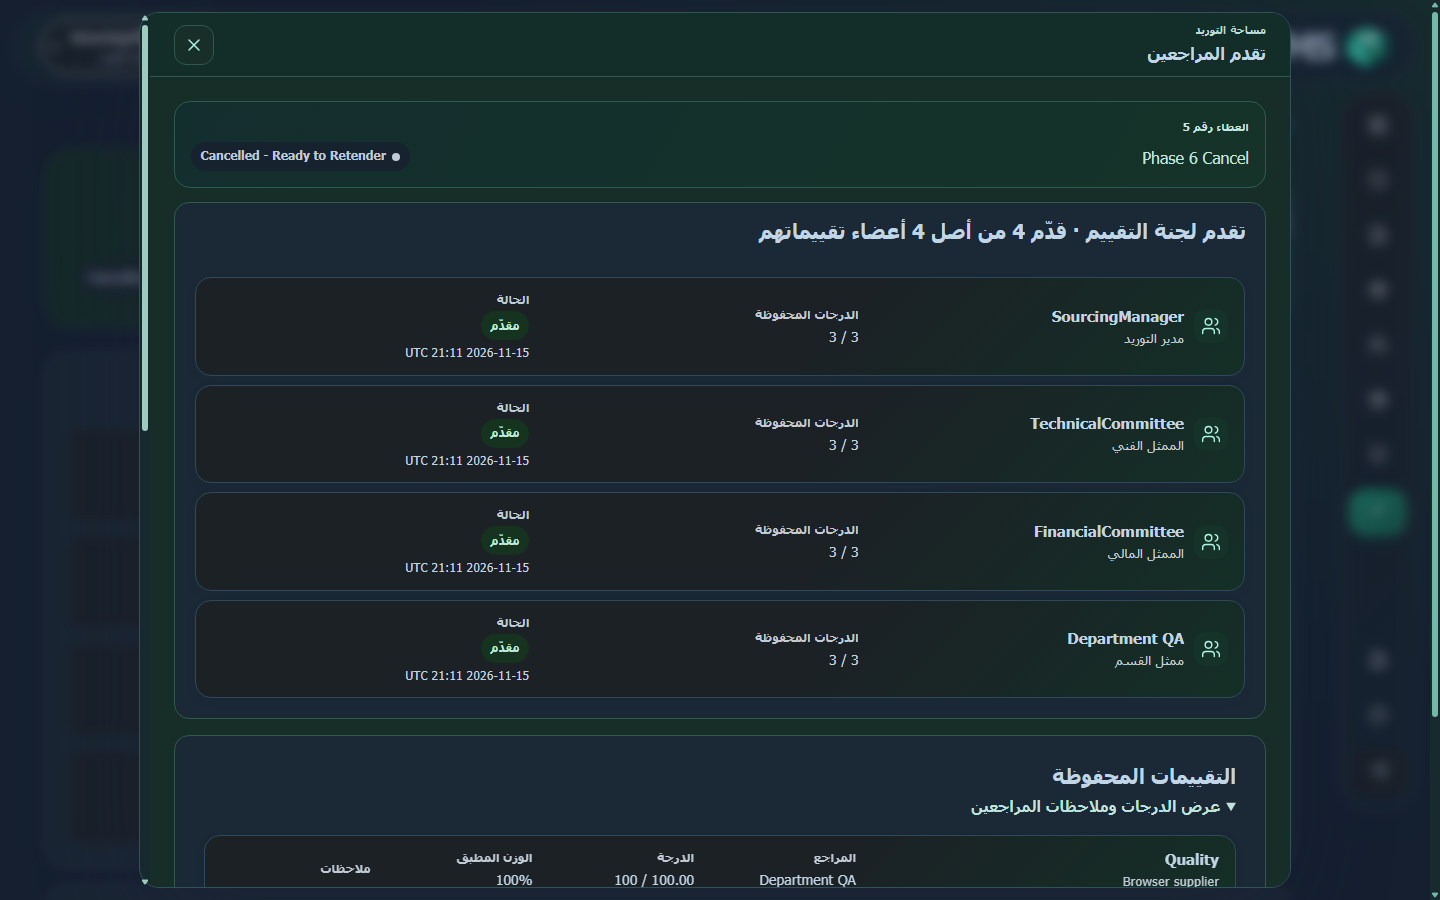 مساحة التوريد
تقدم المراجعين
العطاء رقم 5
Phase 6 Cancel
Cancelled - Ready to Retender
تقدم لجنة التقييم · قدّم 4 من أصل 4 أعضاء تقييماتهم
SourcingManager
مدير التوريد
الدرجات المحفوظة
3 / 3
الحالة
مقدّم
UTC 21:11 2026-11-15
TechnicalCommittee
الممثل الفني
الدرجات المحفوظة
3 / 3
الحالة
مقدّم
UTC 21:11 2026-11-15
FinancialCommittee
الممثل المالي
الدرجات المحفوظة
3 / 3
الحالة
مقدّم
UTC 21:11 2026-11-15
Department QA
ممثل القسم
الدرجات المحفوظة
3 / 3
الحالة
مقدّم
UTC 21:11 2026-11-15
التقييمات المحفوظة
▼ عرض الدرجات وملاحظات المراجعين
Quality
Browser supplier
المراجع
Department QA
الدرجة
100 / 100.00
الوزن المطبق
100%
ملاحظات